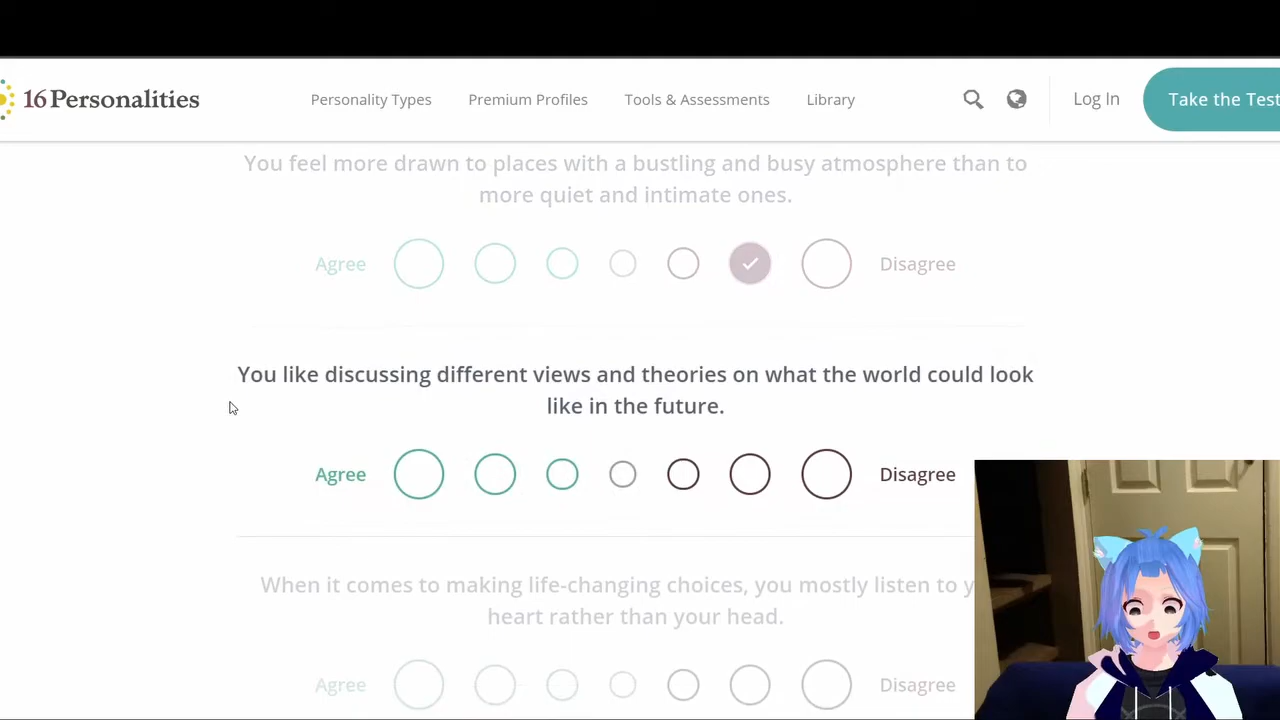 16Personalities
Personality Types
Premium Profiles
Tools & Assessments
Library
Log In
Take the Test
You feel more drawn to places with a bustling and busy atmosphere than to
more quiet and intimate ones.
Agree
Disagree
You like discussing different views and theories on what the world could look
like in the future.
Agree
Disagree
When it comes to making life-changing choices, you mostly listen to
heart rather than your head.
Agree
Disagree